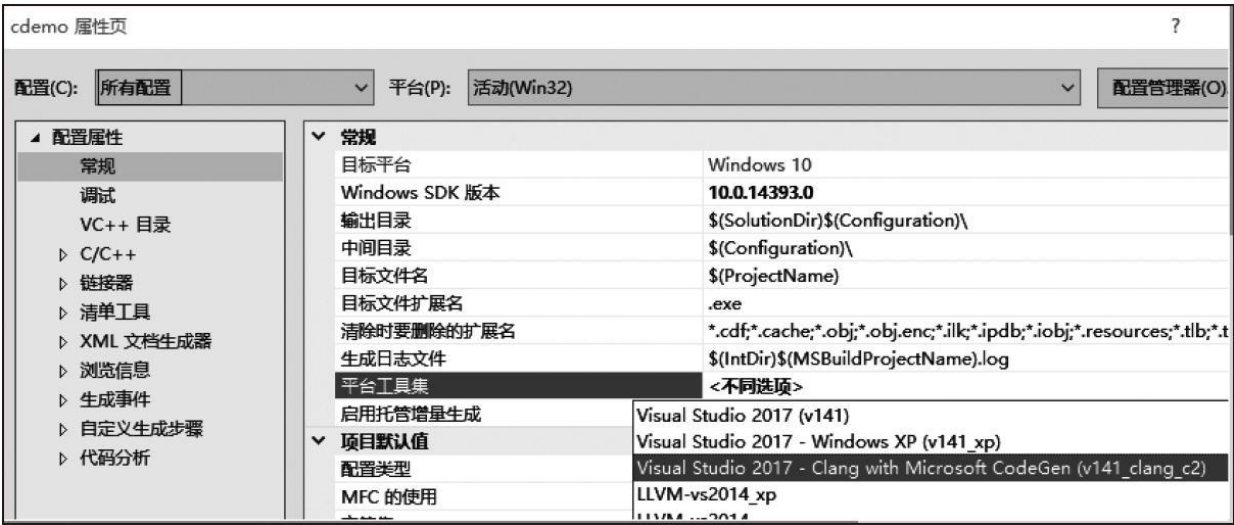 cdemo 属性页 ?
配置(C): 所有配置 平台(P): 活动(Win32) 配置管理器(O)
配置属性
常规
调试
VC++ 目录
C/C++
链接器
清单工具
XML 文档生成器
浏览信息
生成事件
自定义生成步骤
代码分析
常规
目标平台 Windows 10
Windows SDK 版本 10.0.14393.0
输出目录 $(SolutionDir)$(Configuration)\
中间目录 $(Configuration)\
目标文件名 $(ProjectName)
目标文件扩展名 .exe
清除时要删除的扩展名 *.cdf;*.cache;*.obj;*.obj.enc;*.ilk;*.ipdb;*.iobj;*.resources;*.tlb;*.t
生成日志文件 $(IntDir)$(MSBuildProjectName).log
平台工具集 <不同选项>
启用托管增量生成
Visual Studio 2017 (v141)
Visual Studio 2017 - Windows XP (v141_xp)
Visual Studio 2017 - Clang with Microsoft CodeGen (v141_clang_c2)
LLVM-vs2014_xp
项目默认值
配置类型
MFC 的使用